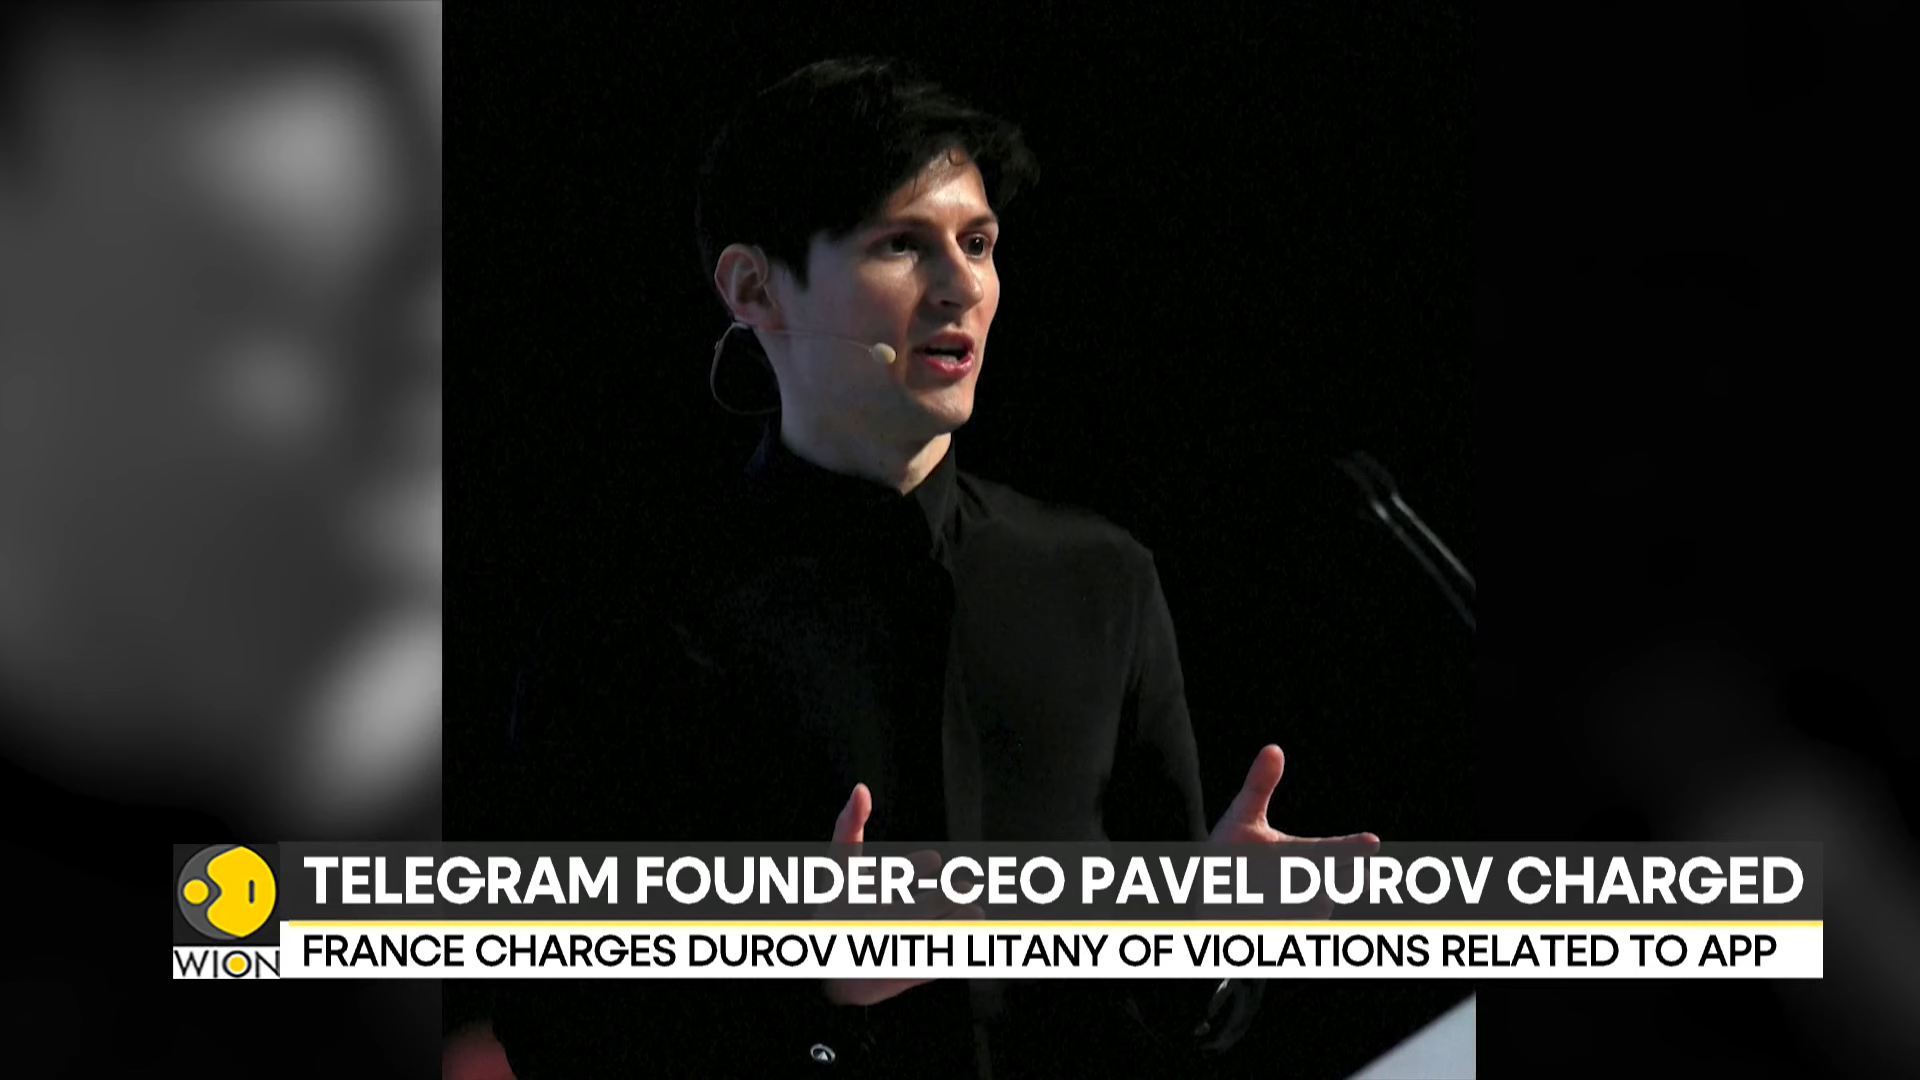 TELEGRAM FOUNDER-CEO PAVEL DUROV CHARGED
FRANCE CHARGES DUROV WITH LITANY OF VIOLATIONS RELATED TO APP
WION